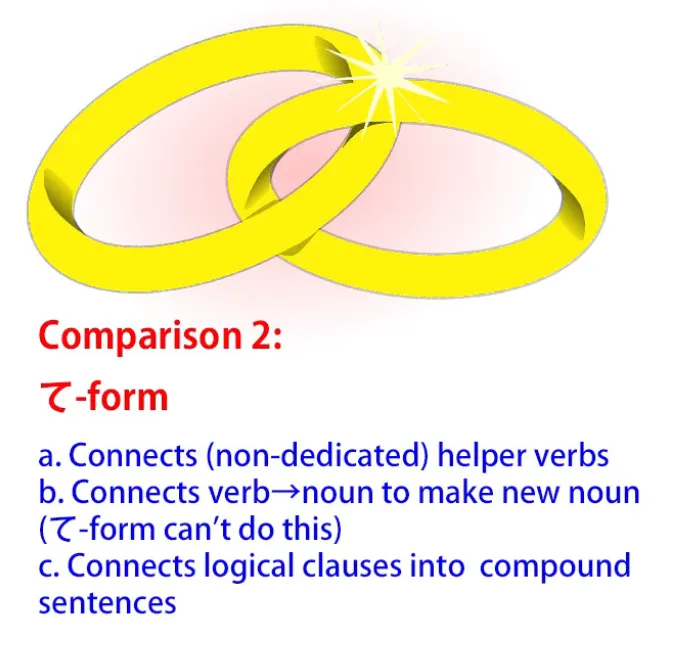 Comparison 2:
て-form
a. Connects (non-dedicated) helper verbs
b. Connects verb→noun to make new noun
(て-form can’t do this)
c. Connects logical clauses into  compound
sentences